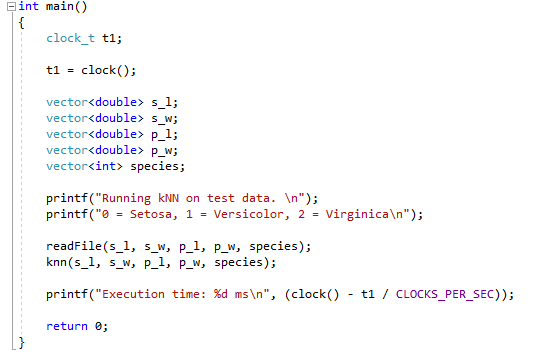 int main()
{
clock_t t1;
t1 = clock();
vector<double> s_l;
vector<double> s_w;
vector<double> p_l;
vector<double> p_w;
vector<int> species;
printf("Running kNN on test data. \n");
printf("0 = Setosa, 1 = Versicolor, 2 = Virginica\n");
readFile(s_l, s_w, p_l, p_w, species);
knn(s_l, s_w, p_l, p_w, species);
printf("Execution time: %d ms\n", (clock() - t1 / CLOCKS_PER_SEC));
return 0;
}